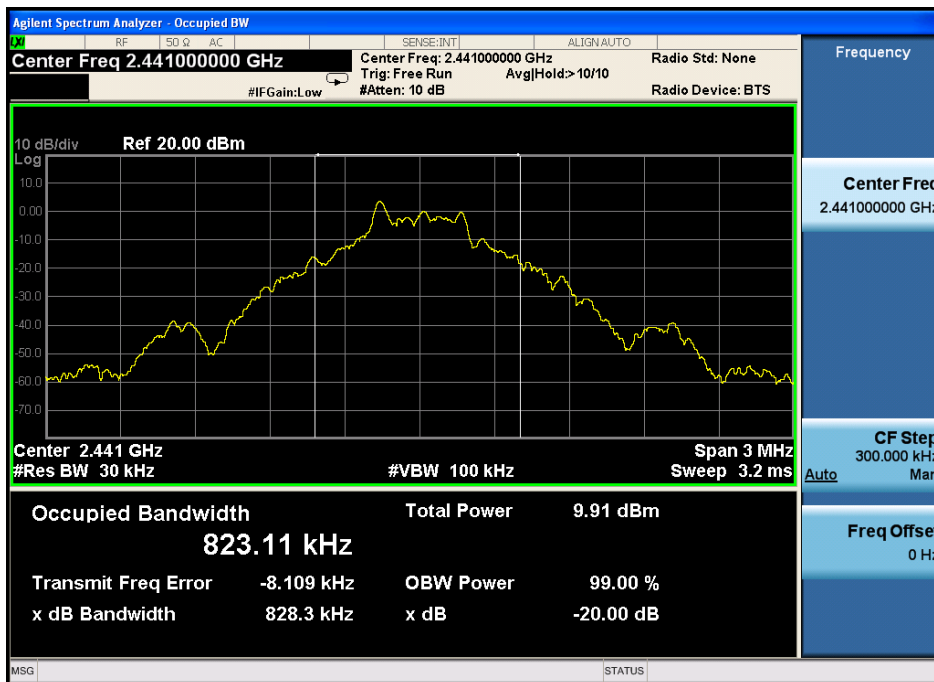 Agilent Spectrum Analyzer - Occupied BW
LXI RF 50 Ω AC SENSE:INT ALIGN AUTO
Center Freq 2.441000000 GHz
Center Freq: 2.441000000 GHz
Radio Std: None
Trig: Free Run Avg|Hold:>10/10
#IFGain:Low
#Atten: 10 dB
Radio Device: BTS
10 dB/div Ref 20.00 dBm
Log
10.0
0.00
-10.0
-20.0
-30.0
-40.0
-50.0
-60.0
-70.0
Center 2.441 GHz Span 3 MHz
#Res BW 30 kHz #VBW 100 kHz Sweep 3.2 ms
Occupied Bandwidth Total Power 9.91 dBm
823.11 kHz
Transmit Freq Error -8.109 kHz OBW Power 99.00 %
x dB Bandwidth 828.3 kHz x dB -20.00 dB
MSG STATUS
Frequency
Center Freq
2.441000000 GHz
CF Step
300.000 kHz
Auto Man
Freq Offset
0 Hz